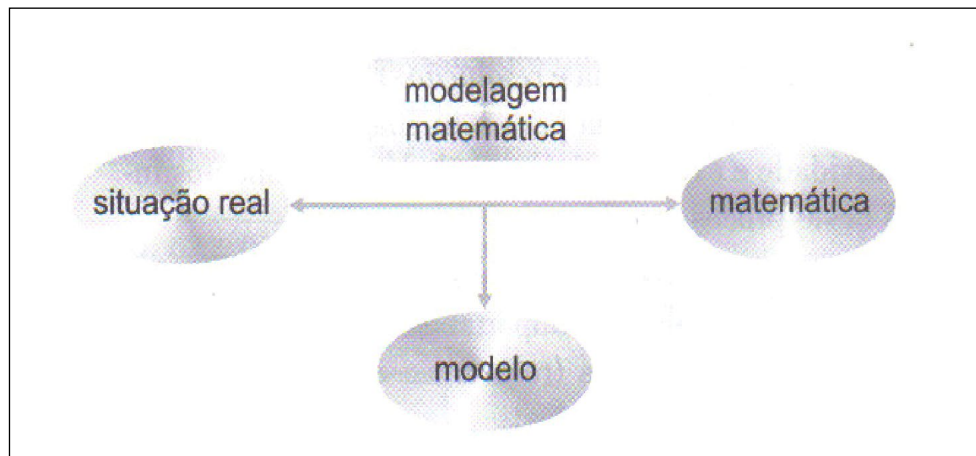 modelagem
matemática
situação real
matemática
modelo